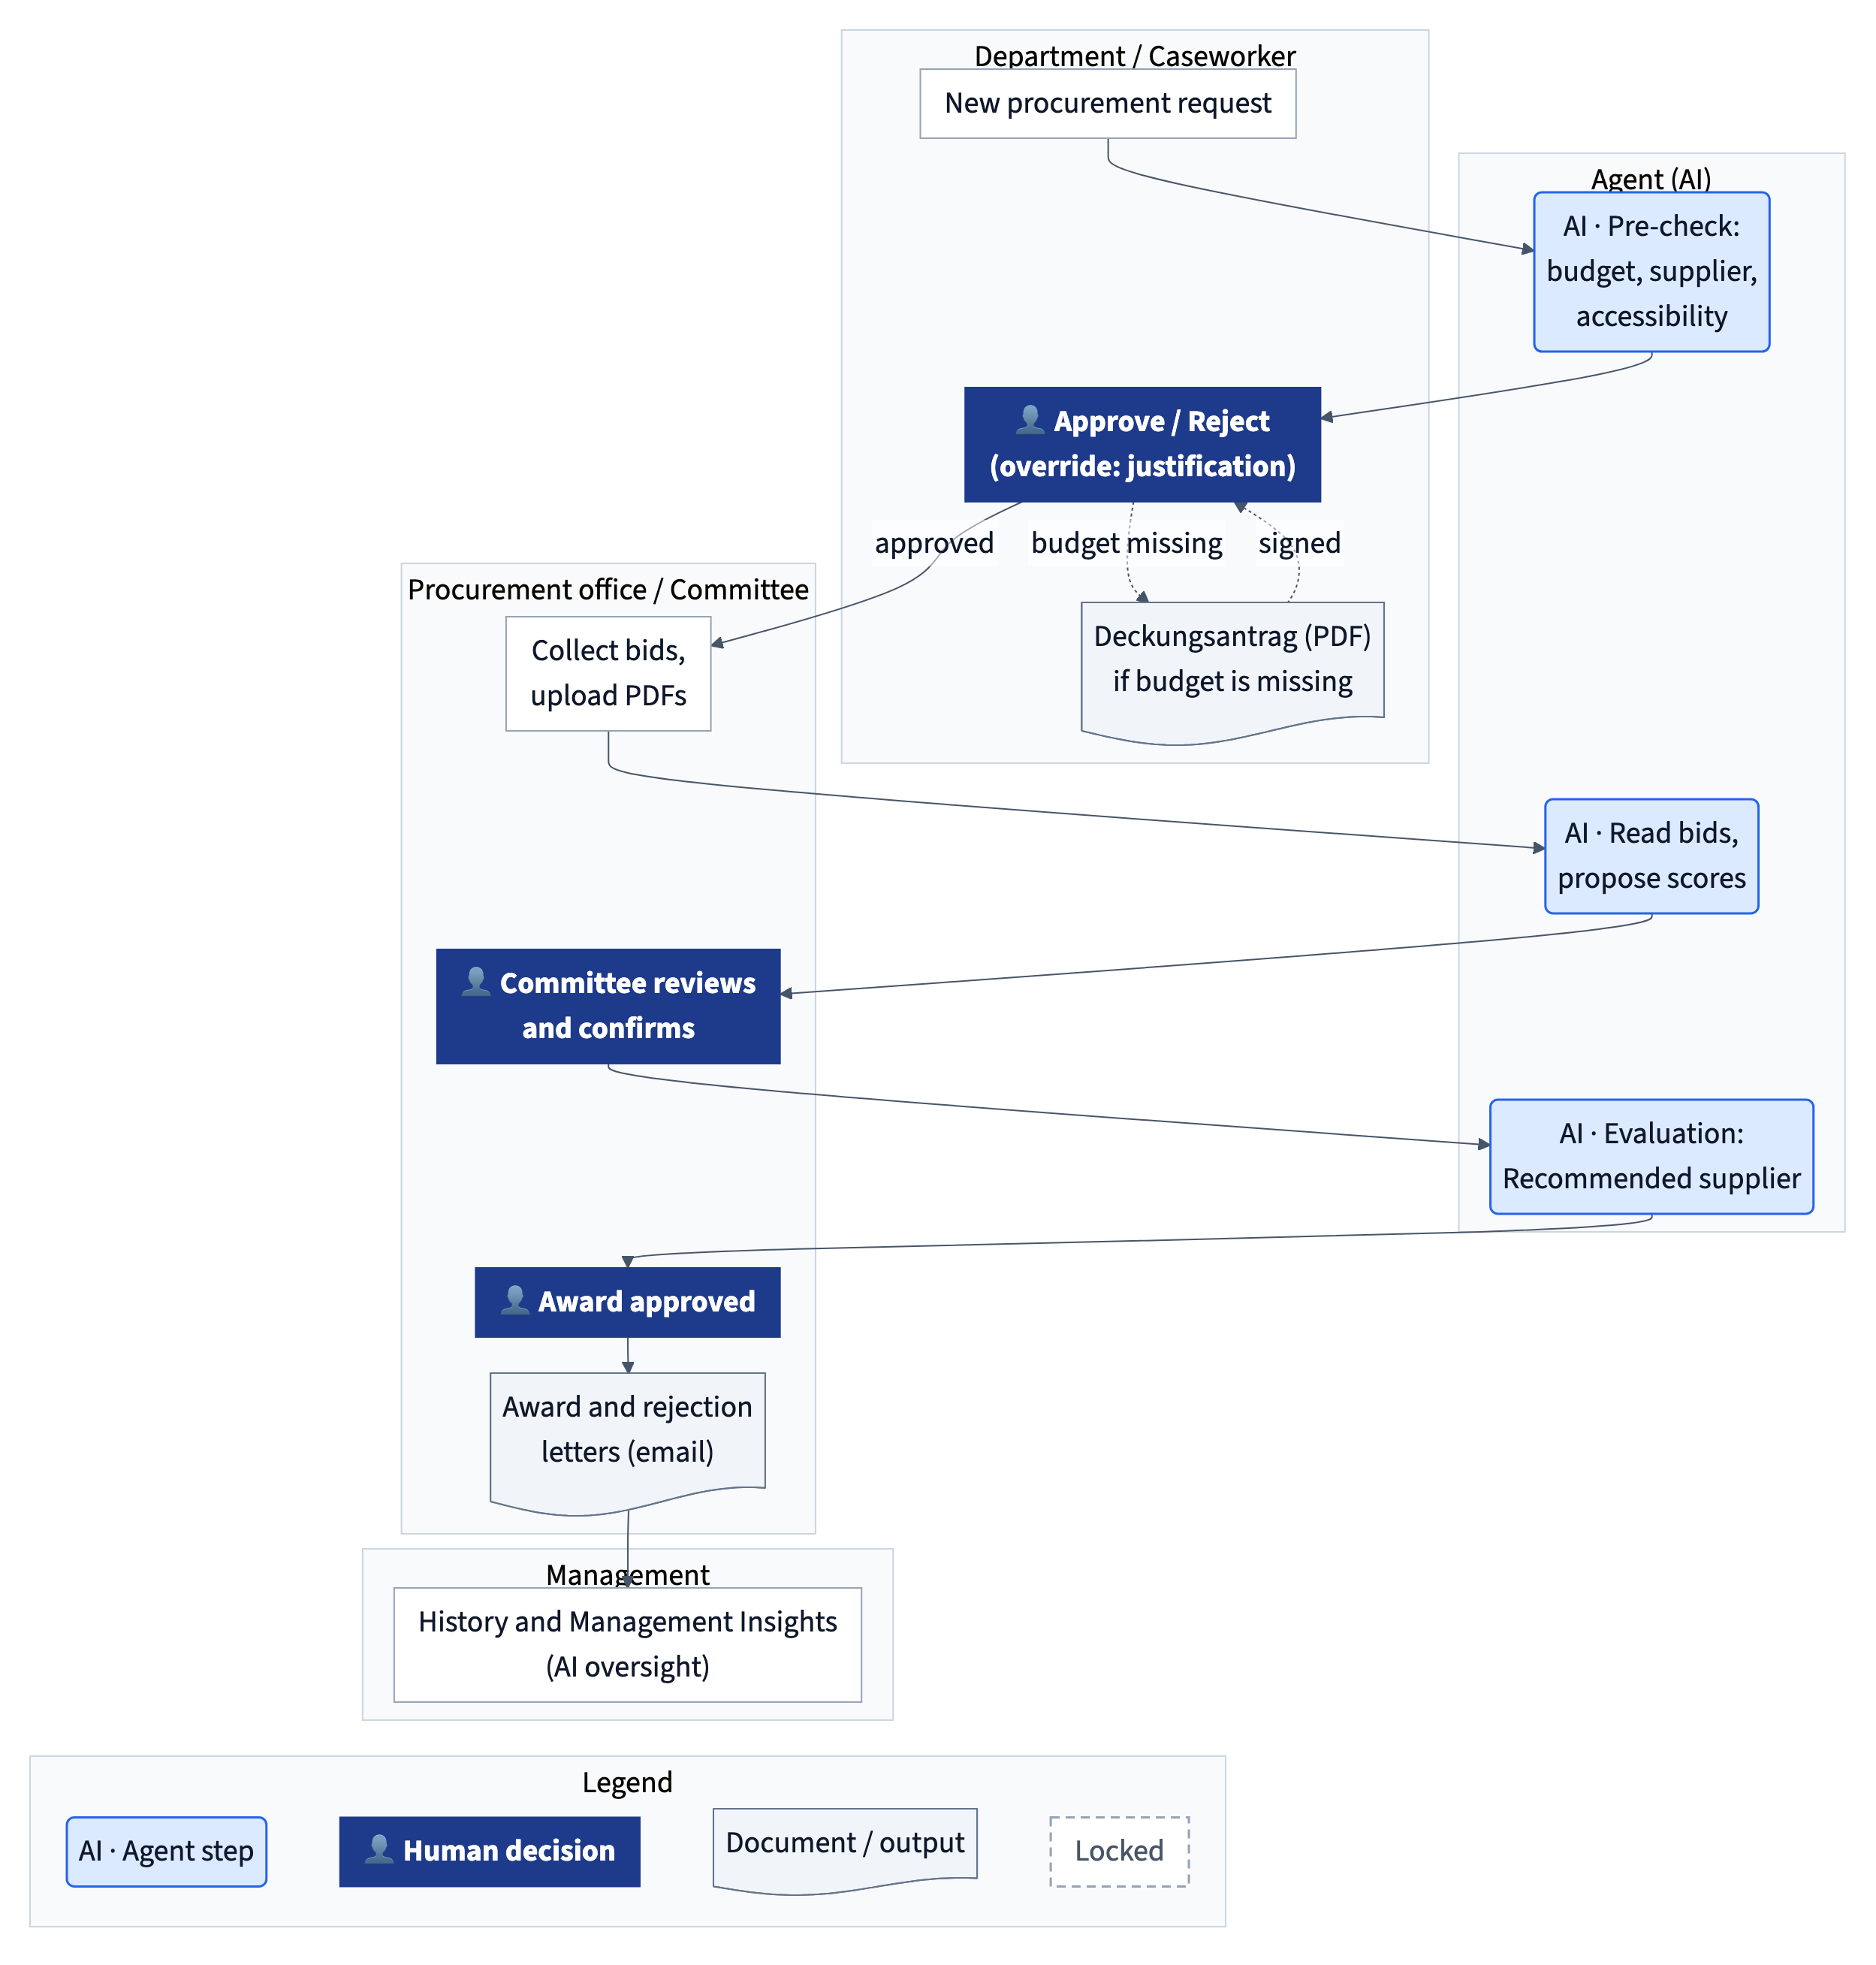 Department / Caseworker
New procurement request
Agent (AI)
AI · Pre-check:
budget, supplier,
accessibility
👤 Approve / Reject
(override: justification)
approved
budget missing
signed
Procurement office / Committee
Collect bids,
upload PDFs
Deckungsantrag (PDF)
if budget is missing
AI · Read bids,
propose scores
👤 Committee reviews
and confirms
AI · Evaluation:
Recommended supplier
👤 Award approved
Award and rejection
letters (email)
Management
History and Management Insights
(AI oversight)
Legend
AI · Agent step
👤 Human decision
Document / output
Locked